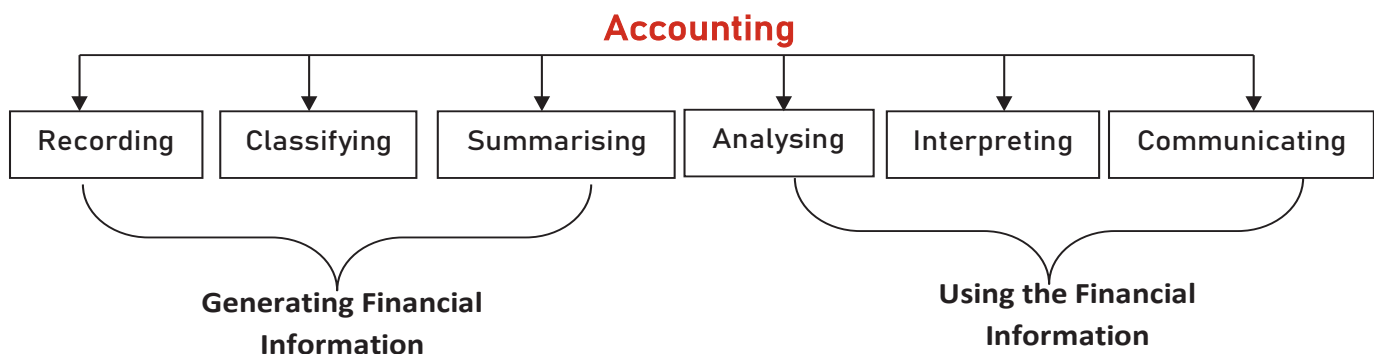 Accounting
Recording
Classifying
Summarising
Analysing
Interpreting
Communicating
Generating Financial
Information
Using the Financial
Information